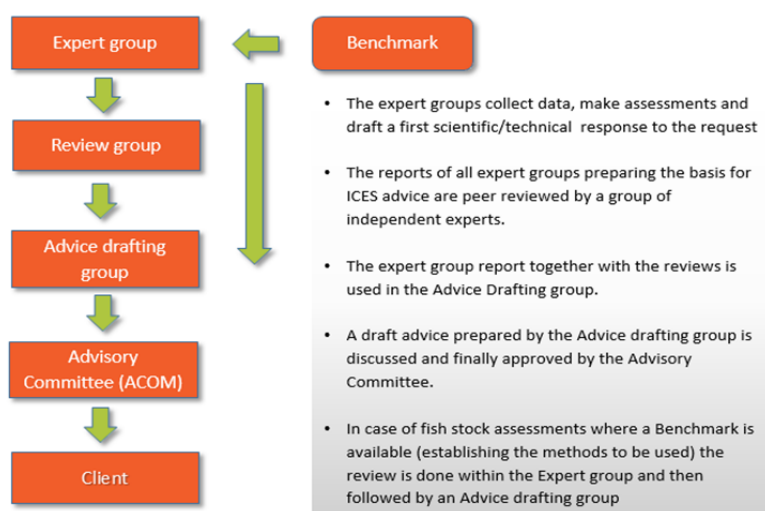 Expert group
Benchmark
Review group
Advice drafting
group
Advisory
Committee (ACOM)
Client
• The expert groups collect data, make assessments and
draft a first scientific/technical response to the request
• The reports of all expert groups preparing the basis for
ICES advice are peer reviewed by a group of
independent experts.
• The expert group report together with the reviews is
used in the Advice Drafting group.
• A draft advice prepared by the Advice drafting group is
discussed and finally approved by the Advisory
Committee.
• In case of fish stock assessments where a Benchmark is
available (establishing the methods to be used) the
review is done within the Expert group and then
followed by an Advice drafting group